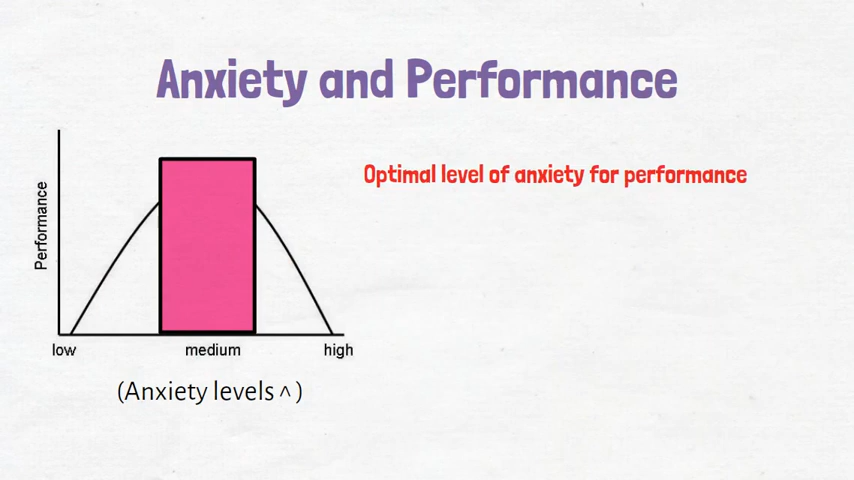 Anxiety and Performance
Optimal level of anxiety for performance
Performance
low medium high
(Anxiety levels ^ )